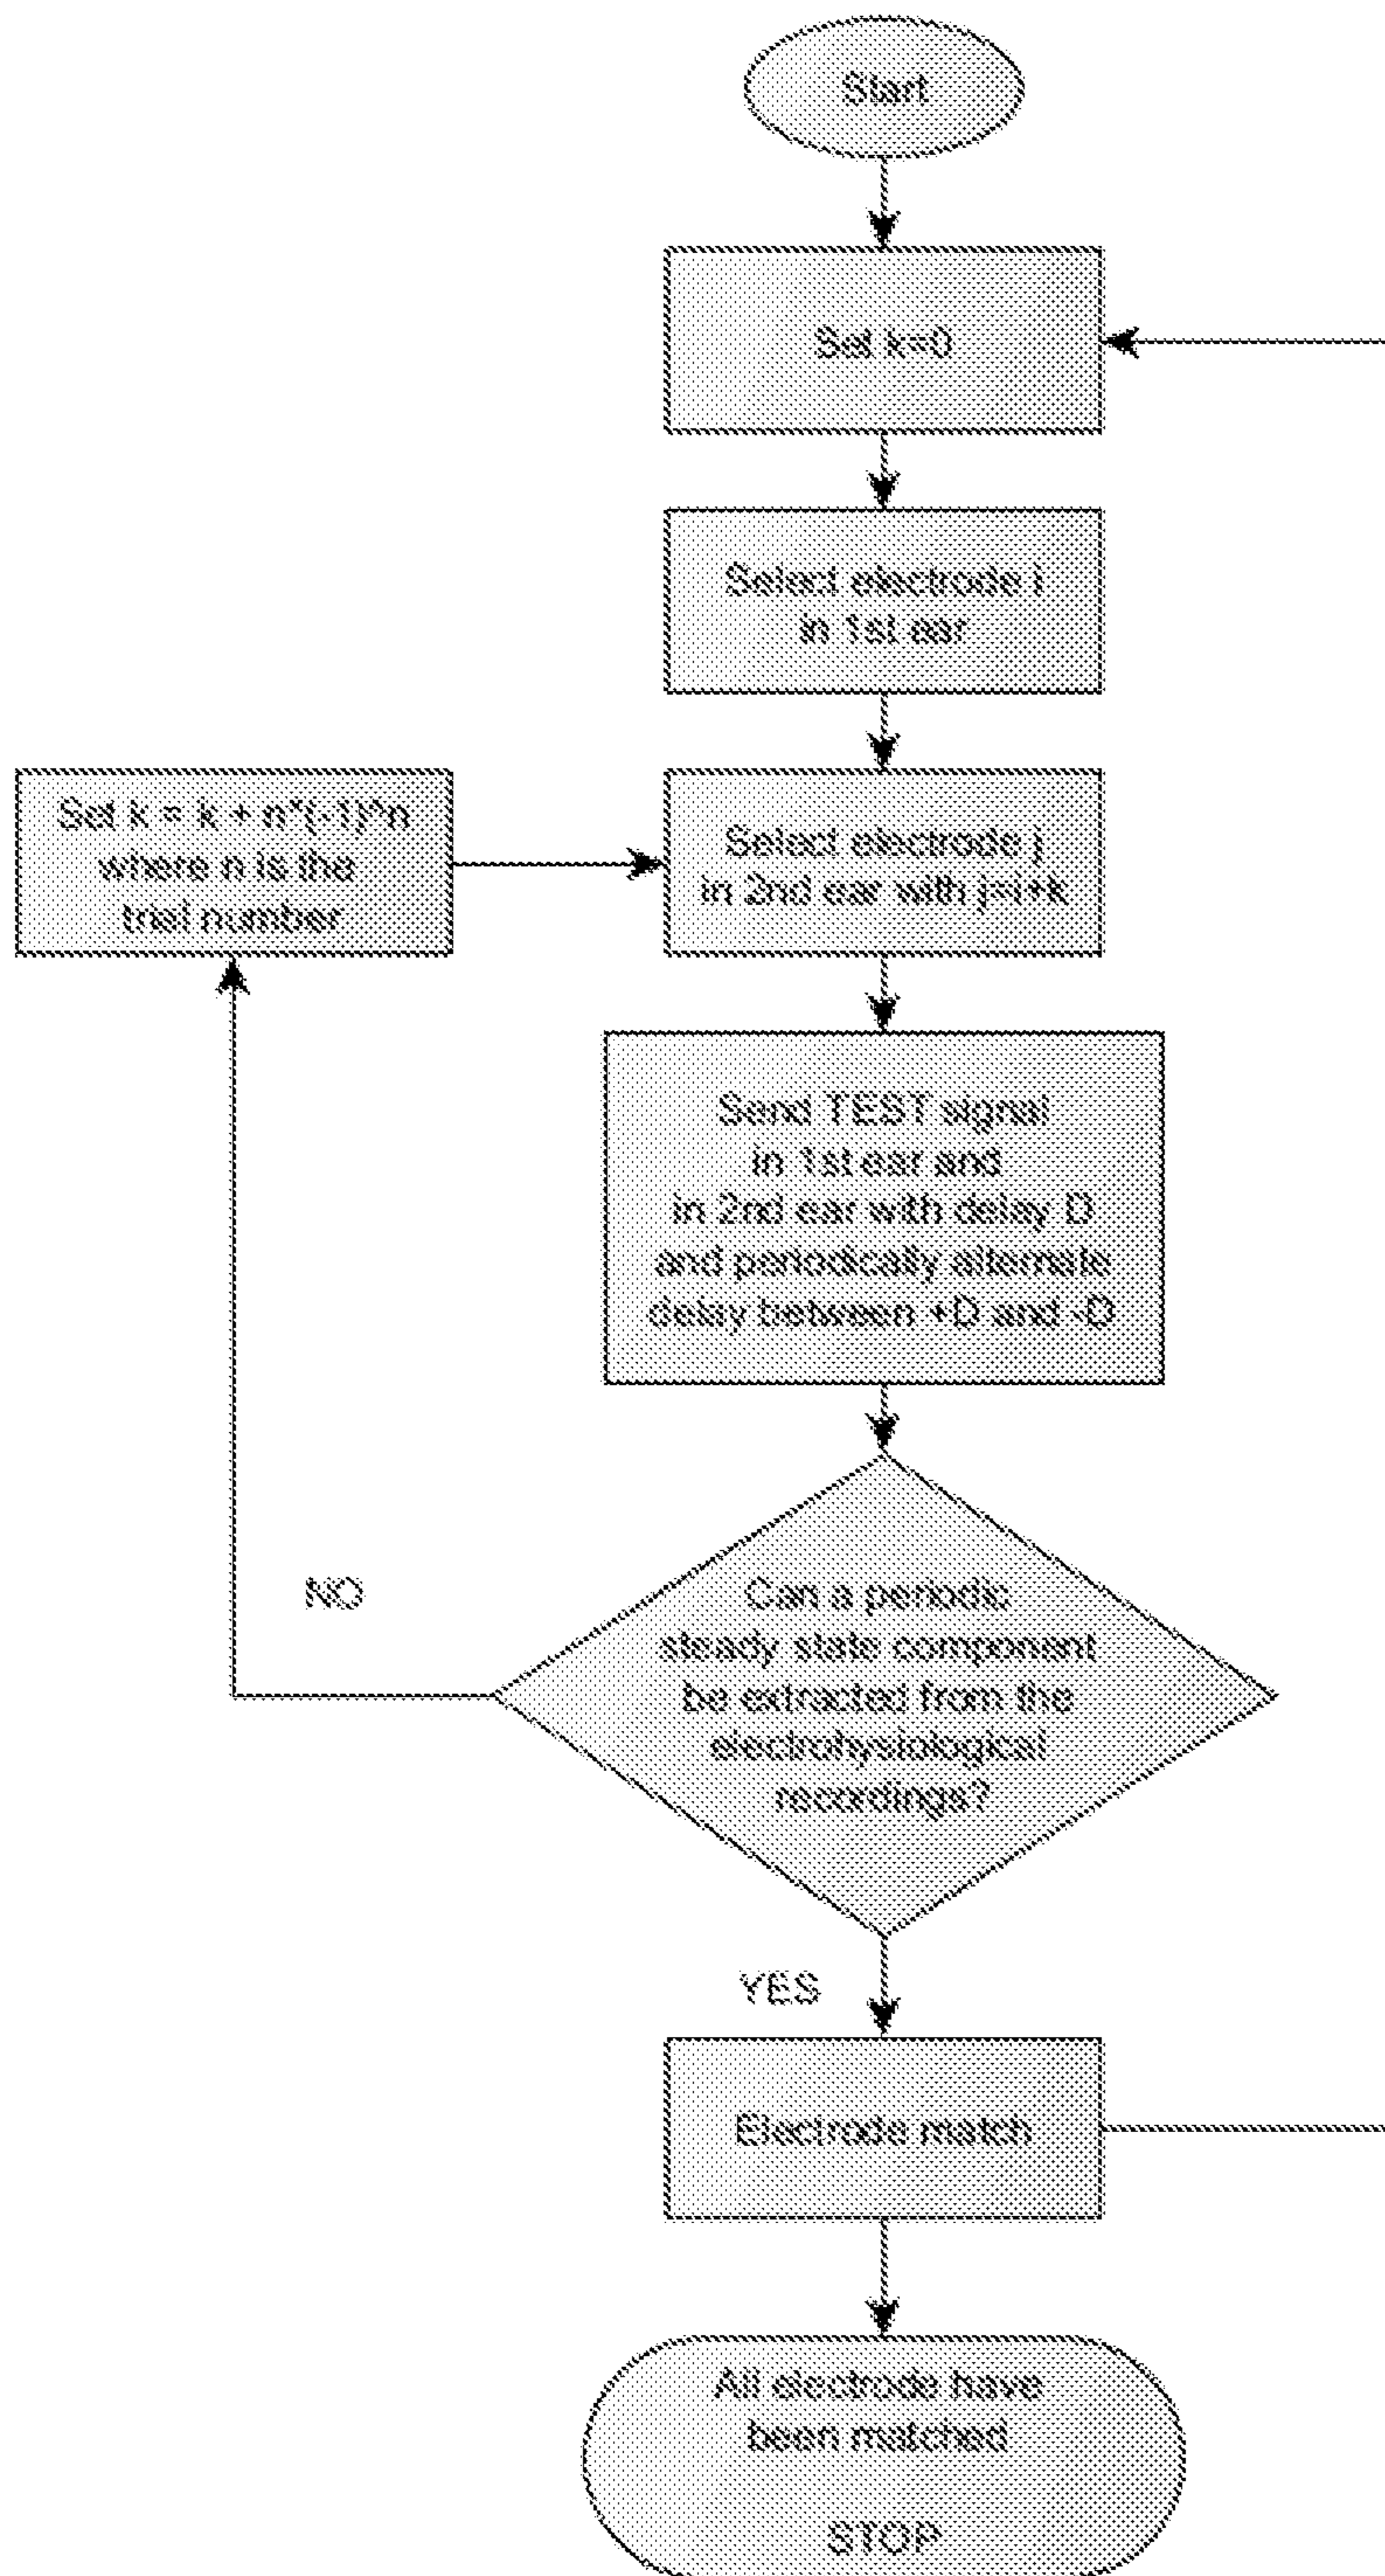 Start
Set k=0
Select electrode i
in 1st ear
Set k = k + n*(-1)^n
where n is the
trial number
Select electrode j
in 2nd ear with j=i+k
Send TEST signal
in 1st ear and
in 2nd ear with delay D
and periodically alternate
delay between +D and -D
NO
Can a periodic
steady state component
be extracted from the
electrohysiological
recordings?
YES
Electrode match
All electrode have
been matched
STOP